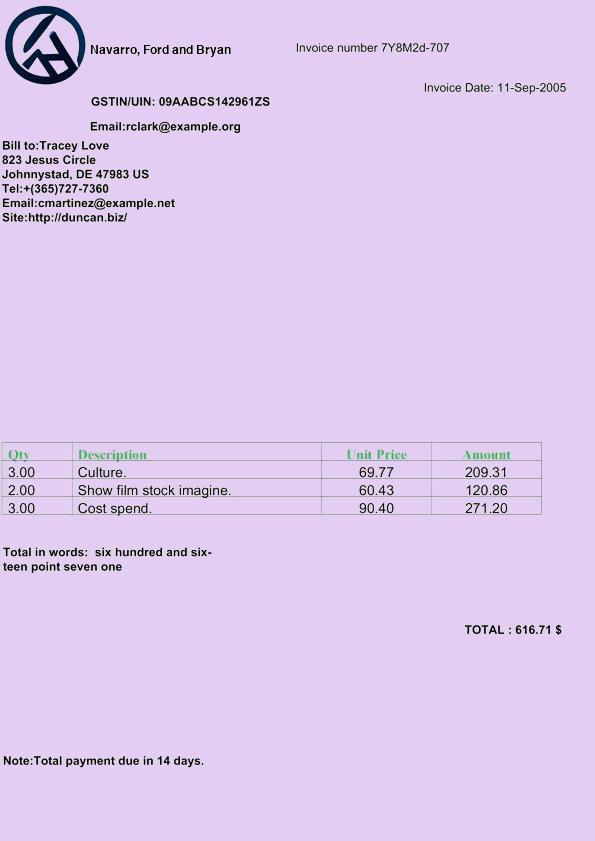 Navarro, Ford and Bryan
Invoice number 7Y8M2d-707
Invoice Date: 11-Sep-2005
GSTIN/UIN: 09AABCS142961ZS
Email:rclark@example.org
Bill to:Tracey Love
823 Jesus Circle
Johnnystad, DE 47983 US
Tel:+(365)727-7360
Email:cmartinez@example.net
Site:http://duncan.biz/
Qty Description Unit Price Amount
3.00 Culture. 69.77 209.31
2.00 Show film stock imagine. 60.43 120.86
3.00 Cost spend. 90.40 271.20
Total in words:  six hundred and six-
teen point seven one
TOTAL : 616.71 $
Note:Total payment due in 14 days.